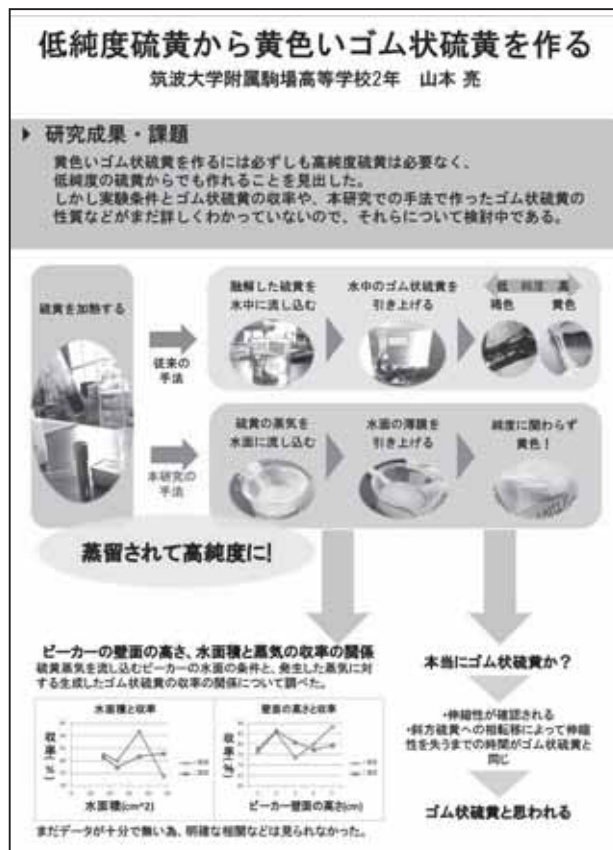 低純度硫黄から黄色いゴム状硫黄を作る
筑波大学附属駒場高等学校2年 山本 亮
▶ 研究成果・課題
黄色いゴム状硫黄を作るには必ずしも高純度硫黄は必要なく、
低純度の硫黄からでも作れることを見出した。
しかし実験条件とゴム状硫黄の収率や、本研究での手法で作ったゴム状硫黄の
性質などがまだ詳しくわかっていないので、それらについて検討中である。
硫黄を加熱する
従来の
手法
融解した硫黄を
水中に流し込む
水中のゴム状硫黄を
引き上げる
低 純度 高
褐色 黄色
本研究の
手法
硫黄の蒸気を
水面に流し込む
水面の薄膜を
引き上げる
純度に関わらず
黄色!
蒸留されて高純度に!
ビーカーの壁面の高さ、水面積と蒸気の収率の関係
硫黄蒸気を流し込むビーカーの水面の条件と、発生した蒸気に対
する生成したゴム状硫黄の収率の関係について調べた。
水面積と収率
収率(%)
水面積(cm^2)
壁面の高さと収率
収率(%)
ビーカー壁面の高さ(cm)
まだデータが十分で無い為、明確な相関などは見られなかった。
本当にゴム状硫黄か?
・伸縮性が確認される
・斜方硫黄への相転移によって伸縮
性を失うまでの時間がゴム状硫黄と
同じ
ゴム状硫黄と思われる